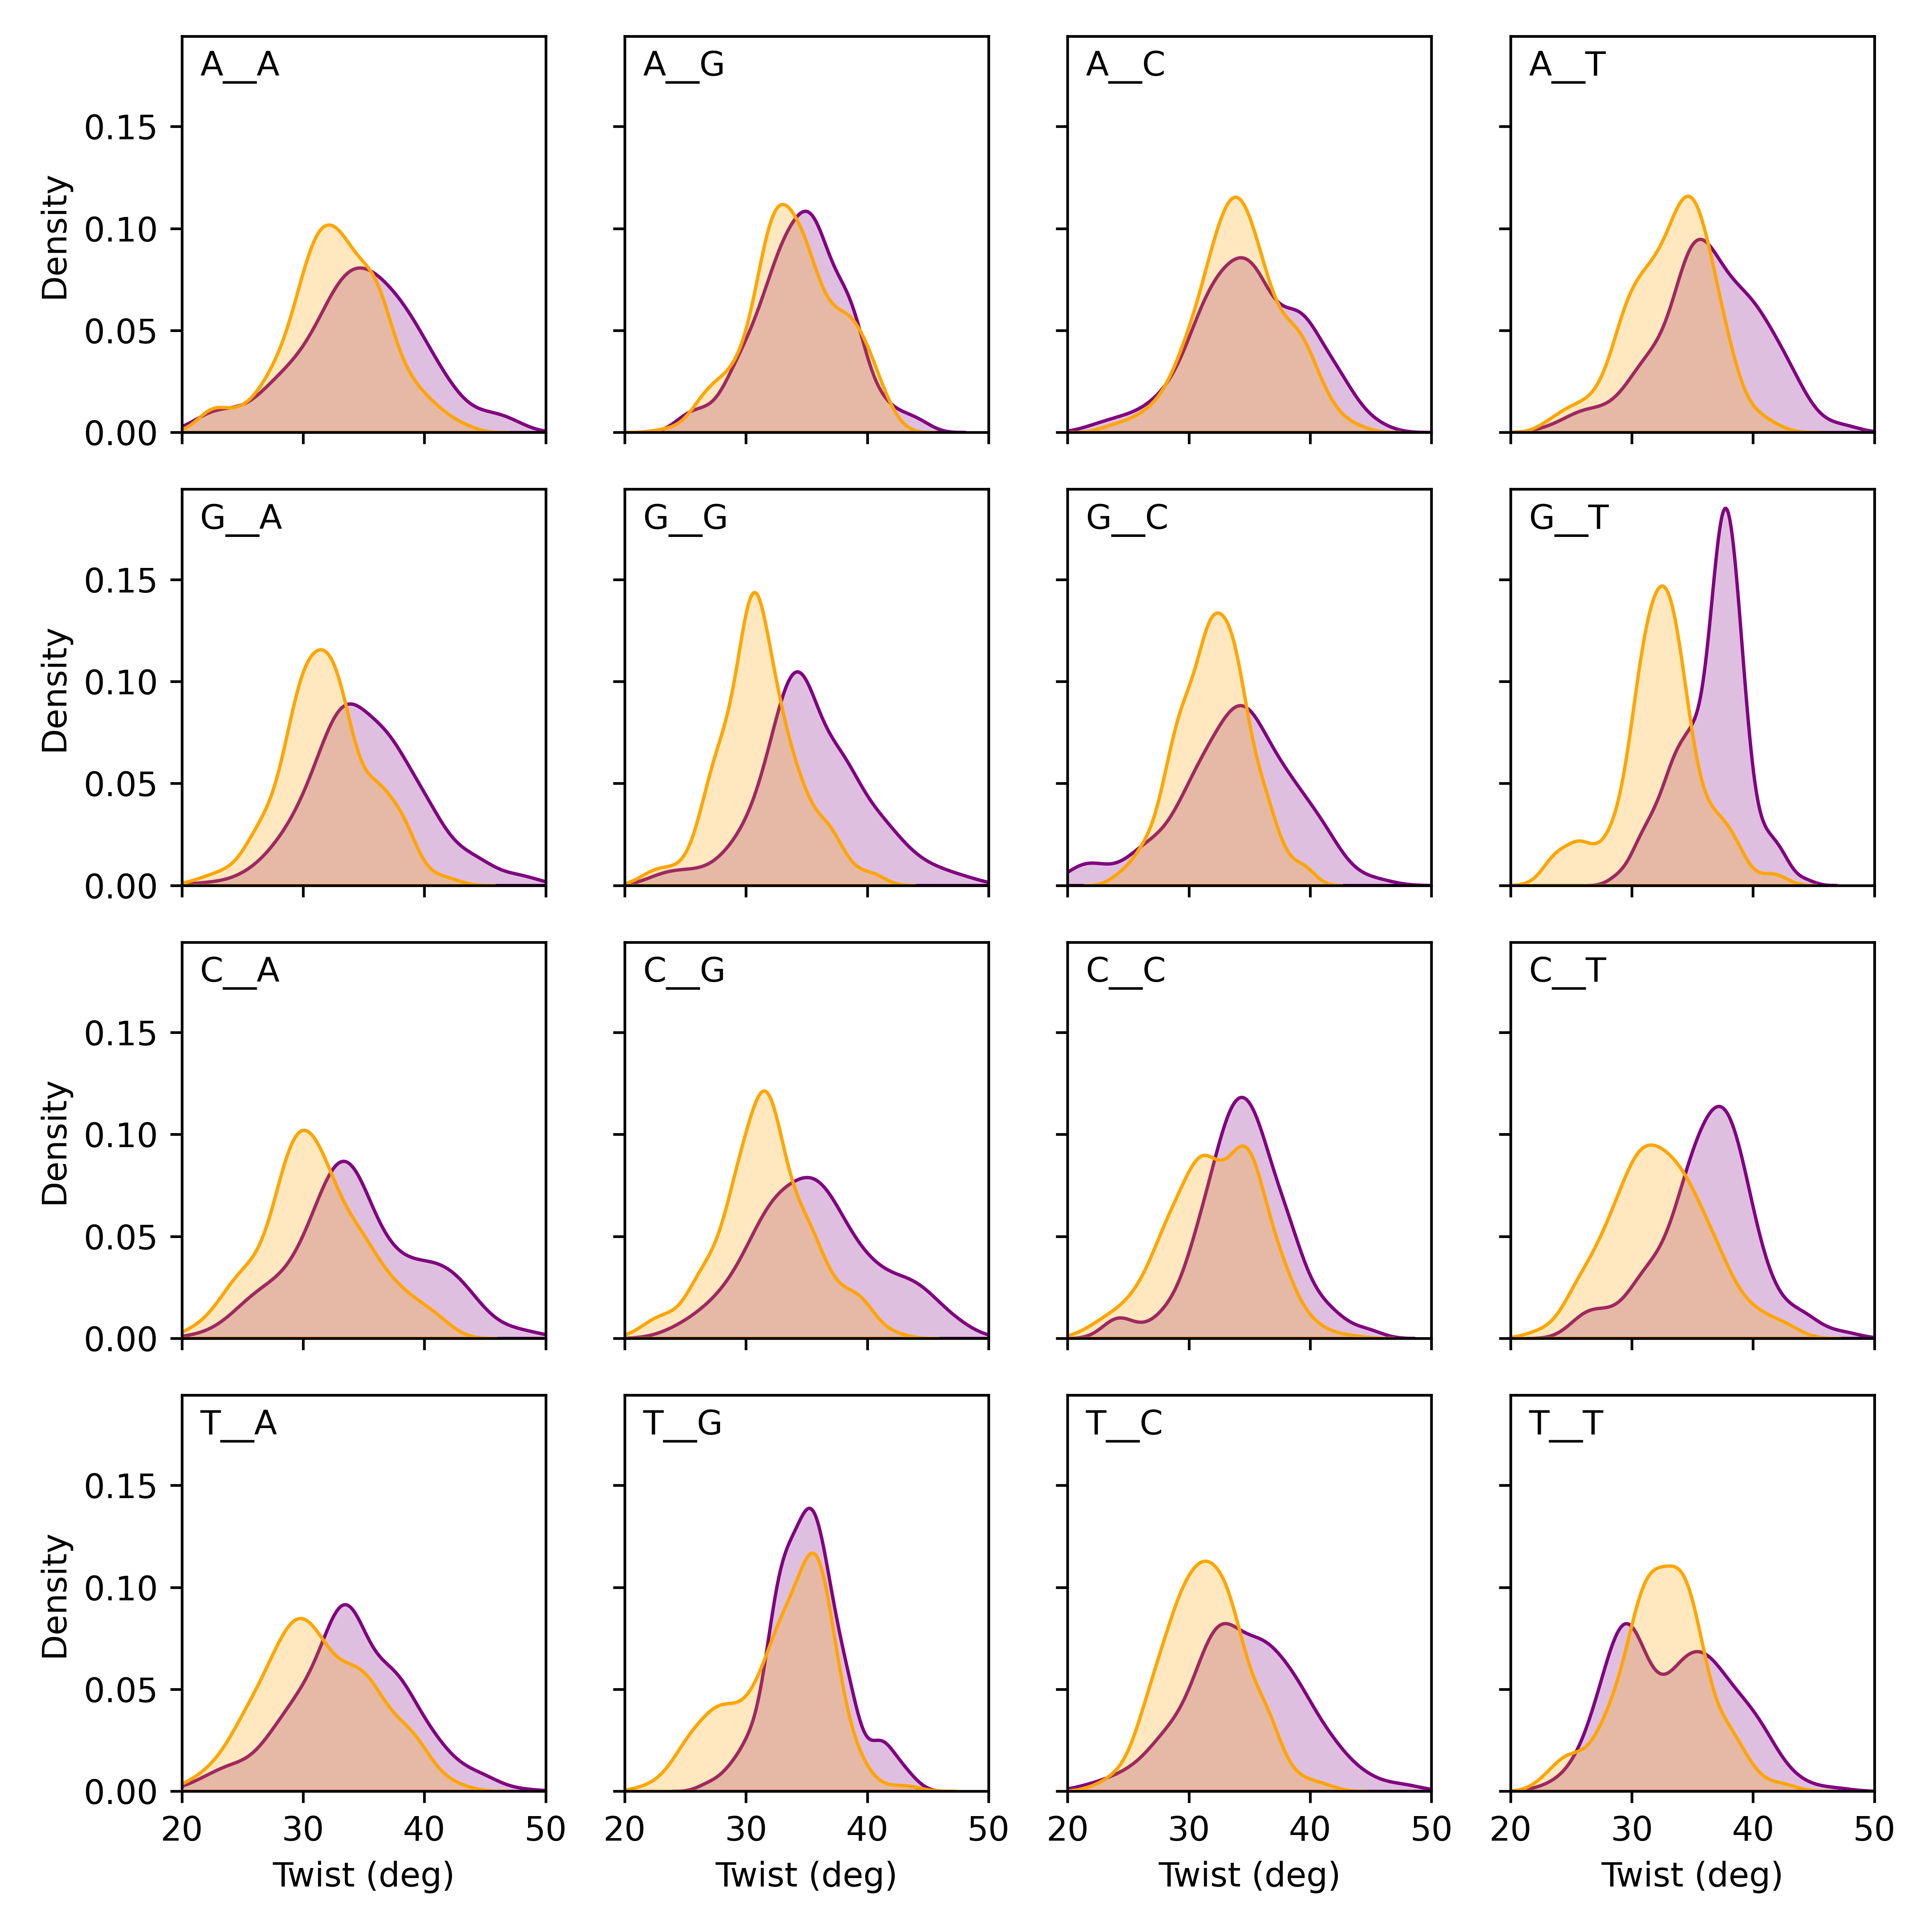 A__A
A__G
A__C
A__T
0.15
0.10
0.05
0.00
Density
G__A
G__G
G__C
G__T
0.15
0.10
0.05
0.00
Density
C__A
C__G
C__C
C__T
0.15
0.10
0.05
0.00
Density
T__A
T__G
T__C
T__T
0.15
0.10
0.05
0.00
Density
20 30 40 50
20 30 40 50
20 30 40 50
20 30 40 50
Twist (deg)
Twist (deg)
Twist (deg)
Twist (deg)